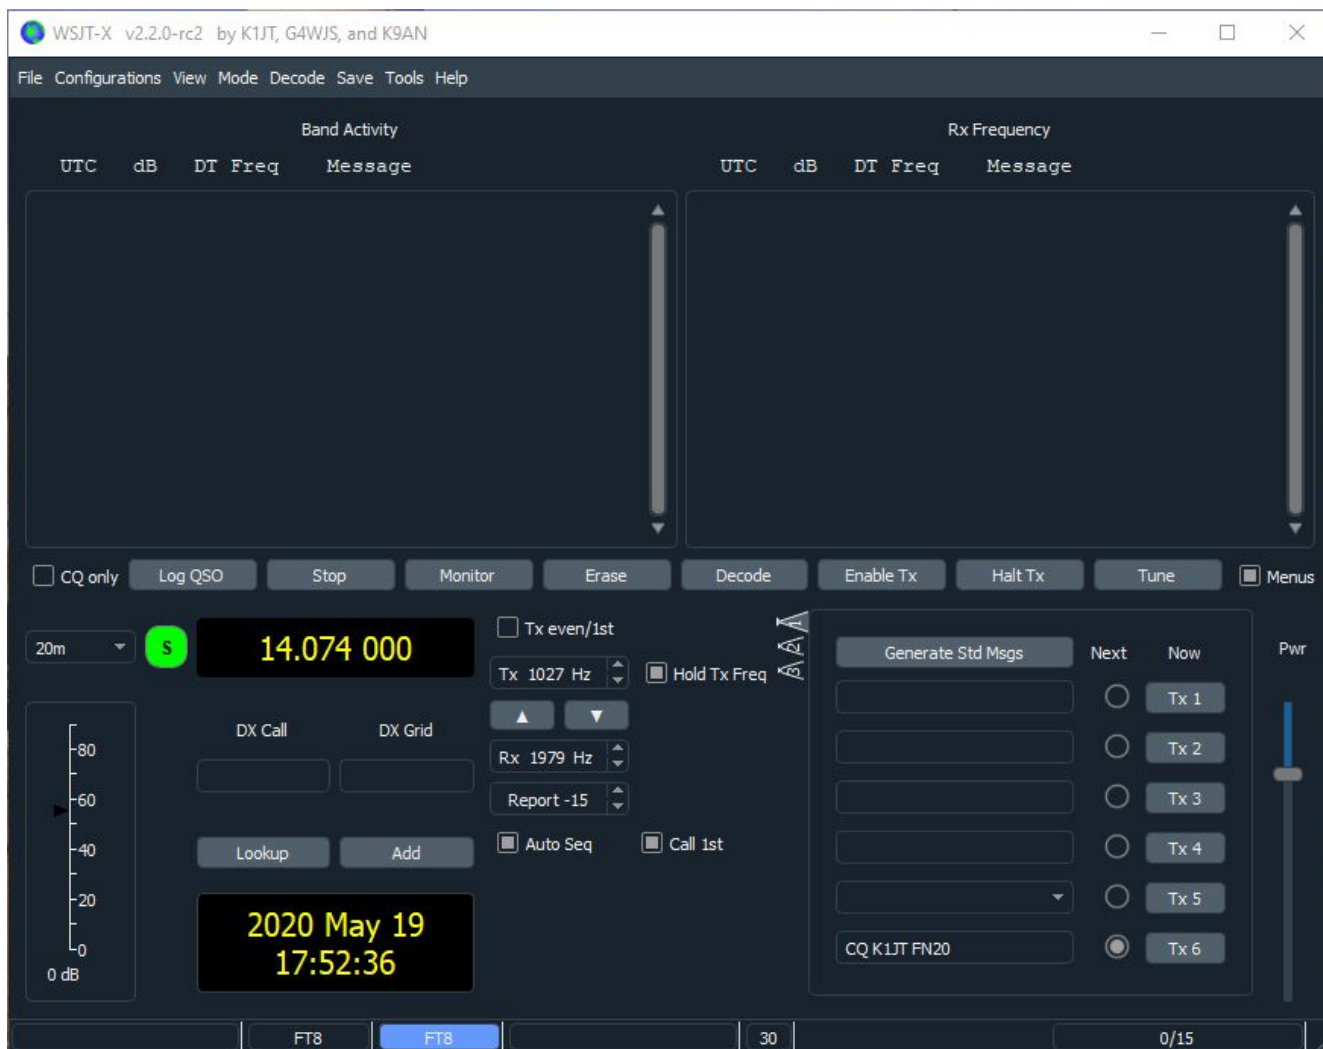 WSJT-X v2.2.0-rc2 by K1JT, G4WJS, and K9AN
File Configurations View Mode Decode Save Tools Help
Band Activity
Rx Frequency
UTC dB DT Freq Message
UTC dB DT Freq Message
CQ only Log QSO Stop Monitor Erase Decode Enable Tx Halt Tx Tune Menus
20m S 14.074 000
Tx even/1st
Tx 1027 Hz Hold Tx Freq
▲ ▼
Rx 1979 Hz
Report -15
Auto Seq Call 1st
DX Call DX Grid
Lookup Add
2020 May 19
17:52:36
80
60
40
20
0
0 dB
1
2
3
Generate Std Msgs Next Now
Tx 1
Tx 2
Tx 3
Tx 4
Tx 5
CQ K1JT FN20 Tx 6
Pwr
FT8 FT8 30 0/15